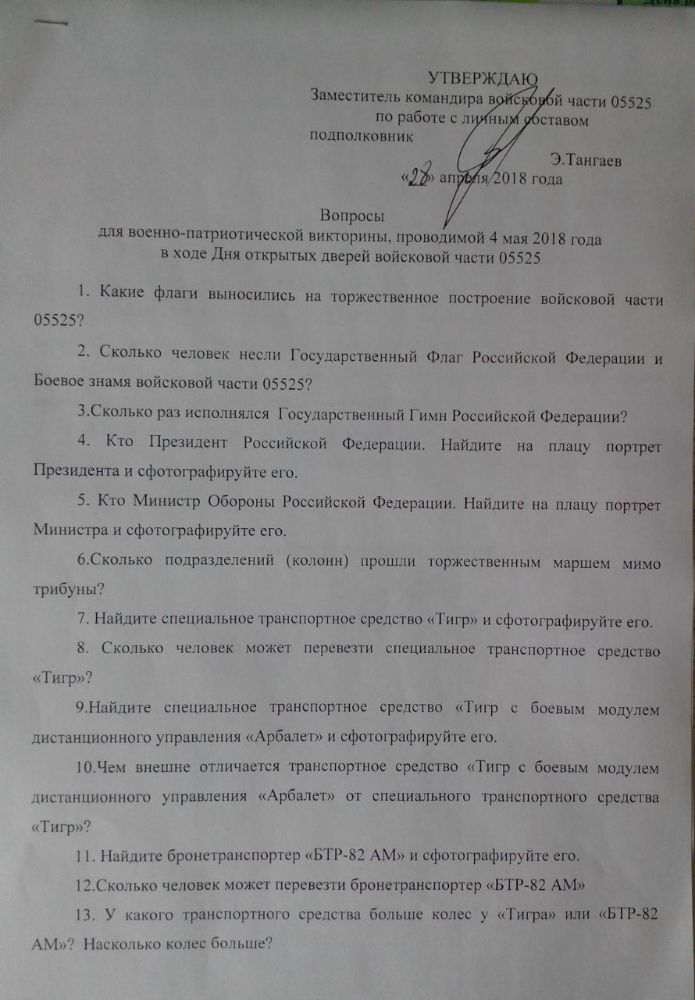 День
УТВЕРЖДАЮ
Заместитель командира войсковой части 05525
по работе с личным составом
подполковник
Э.Тангаев
«28» апреля 2018 года
Вопросы
для военно-патриотической викторины, проводимой 4 мая 2018 года
в ходе Дня открытых дверей войсковой части 05525
1. Какие флаги выносились на торжественное построение войсковой части
05525?
2. Сколько человек несли Государственный Флаг Российской Федерации и
Боевое знамя войсковой части 05525?
3.Сколько раз исполнялся Государственный Гимн Российской Федерации?
4. Кто Президент Российской Федерации. Найдите на плацу портрет
Президента и сфотографируйте его.
5. Кто Министр Обороны Российской Федерации. Найдите на плацу портрет
Министра и сфотографируйте его.
6.Сколько подразделений (колонн) прошли торжественным маршем мимо
трибуны?
7. Найдите специальное транспортное средство «Тигр» и сфотографируйте его.
8. Сколько человек может перевезти специальное транспортное средство
«Тигр»?
9.Найдите специальное транспортное средство «Тигр с боевым модулем
дистанционного управления «Арбалет» и сфотографируйте его.
10.Чем внешне отличается транспортное средство «Тигр с боевым модулем
дистанционного управления «Арбалет» от специального транспортного средства
«Тигр»?
11. Найдите бронетранспортер «БТР-82 АМ» и сфотографируйте его.
12.Сколько человек может перевезти бронетранспортер «БТР-82 АМ»
13. У какого транспортного средства больше колес у «Тигра» или «БТР-82
АМ»? Насколько колес больше?